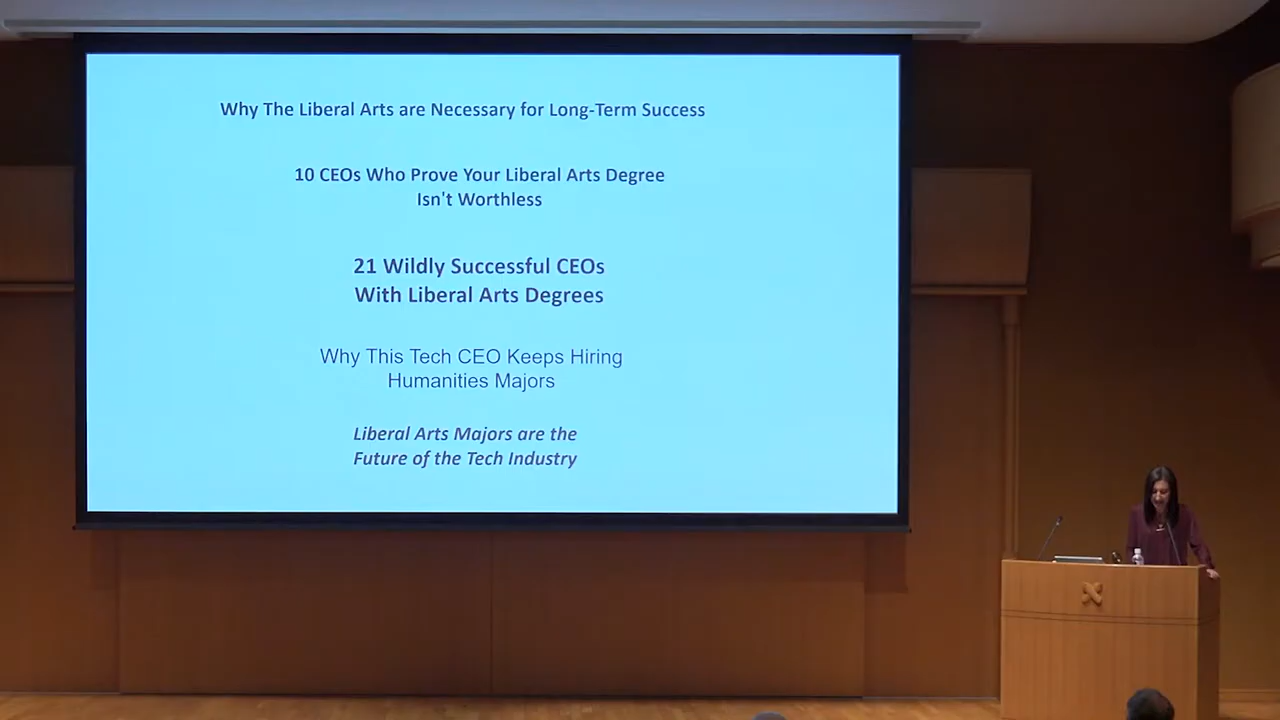 Why The Liberal Arts are Necessary for Long-Term Success
10 CEOs Who Prove Your Liberal Arts Degree
Isn't Worthless
21 Wildly Successful CEOs
With Liberal Arts Degrees
Why This Tech CEO Keeps Hiring
Humanities Majors
Liberal Arts Majors are the
Future of the Tech Industry